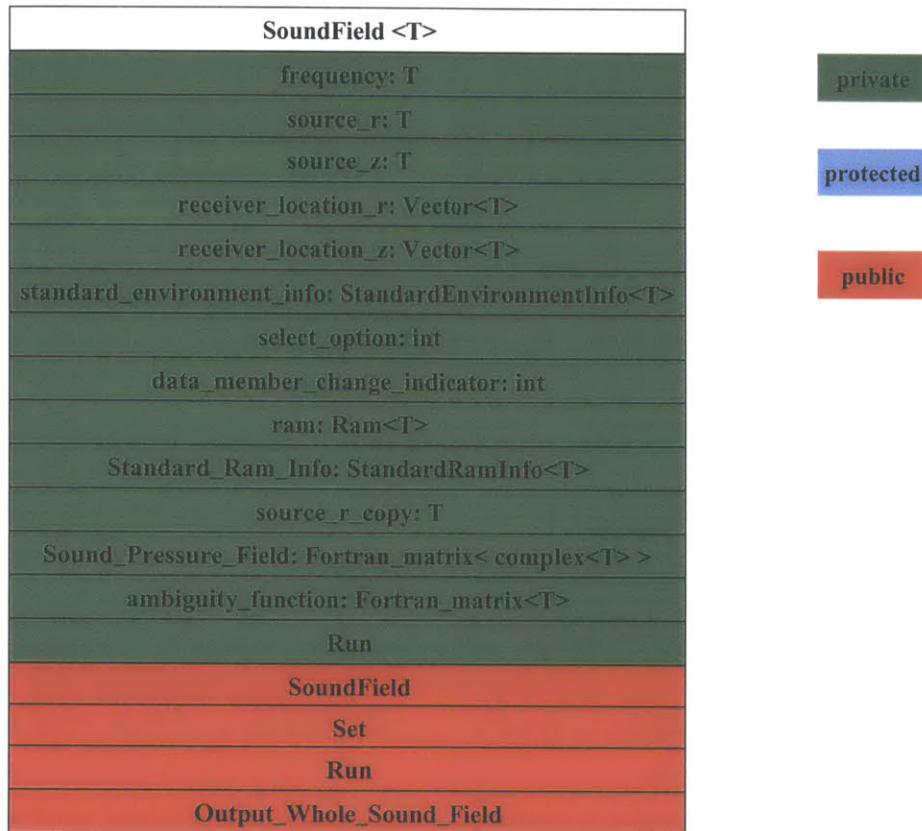 SoundField <T>
frequency: T
source_r: T
source_z: T
receiver_location_r: Vector<T>
receiver_location_z: Vector<T>
standard_environment_info: StandardEnvironmentInfo<T>
select_option: int
data_member_change_indicator: int
ram: Ram<T>
Standard_Ram_Info: StandardRamInfo<T>
source_r_copy: T
Sound_Pressure_Field: Fortran_matrix< complex<T> >
ambiguity_function: Fortran_matrix<T>
Run
SoundField
Set
Run
Output_Whole_Sound_Field
private
protected
public